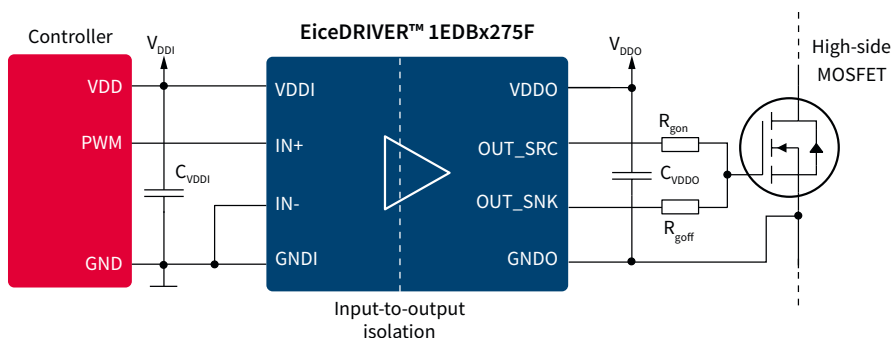 EiceDRIVER™ 1EDBx275F
Controller
VDDI
VDDO
High-side
MOSFET
VDD
VDDI
VDDO
Rgon
PWM
IN+
OUT_SRC
CVDDI
CVDDO
IN-
OUT_SNK
Rgoff
GND
GNDI
GNDO
Input-to-output
isolation